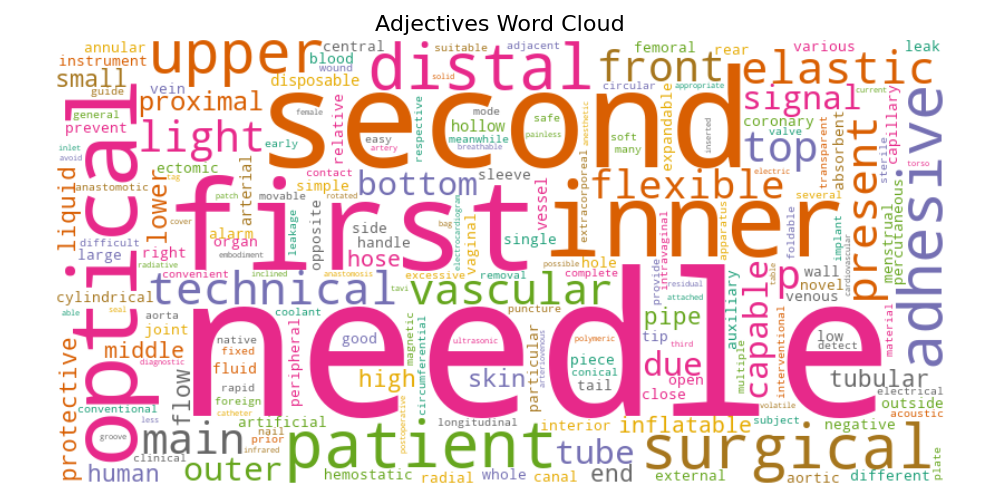 Adjectives Word Cloud
annular
central
suitable
adjacent
femoral
rear
various
leak
instrument
upper
blood
wound
distal
solid
front
elastic
small
guide
disposable
circular
appropriate
current
vein
proximal
second
signal
general
prevent
optical
light
female
relative
respective
mode
hollow
meanwhile
easy
artery
breathable
safe
painless
anesthetic
soft
many
expandable
inserted
coronary
valve
top
transparent
absorbent
capillary
sterile
adhesive
inlet
avoid
early
ectomic
contact
simple
bottom
sleeve
flexible
electric
several
torso
anastomotic
tag
arterial
movable
first
vessel
extracorporeal
inner
present
menstrual
percutaneous
liquid
lower
patch
rotated
cover
alarm
organ
leakage
opposite
side
handle
hose
bag
electrocardiogram
vaginal
single
intravaginal
apparatus
foldable
implant
cardiovascular
difficult
large
right
embodiment
radiative
convenient
inclined
anastomosis
excessive
removal
possible
hole
complete
provide
residual
table
p
wall
novel
venous
cylindrical
technical
tavi
vascular
puncture
attached
auxiliary
capable
material
able
seal
aorta
coolant
joint
native
fixed
good
magnetic
circumferential
ultrasonic
particular
arteriovenous
polymeric
pipe
tip
third
due
multiple
interventional
low
detect
middle
diagnostic
fluid
peripheral
needle
high
skin
piece
conical
tail
open
close
tubular
electrical
protective
conventional
flow
rapid
foreign
catheter
less
artificial
postoperative
longitudinal
interior
inflatable
volatile
subject
negative
outside
acoustic
groove
main
nail
prior
infrared
patient
tube
surgical
clinical
human
outer
hemostatic
radial
whole
canal
end
external
aortic
different
plate